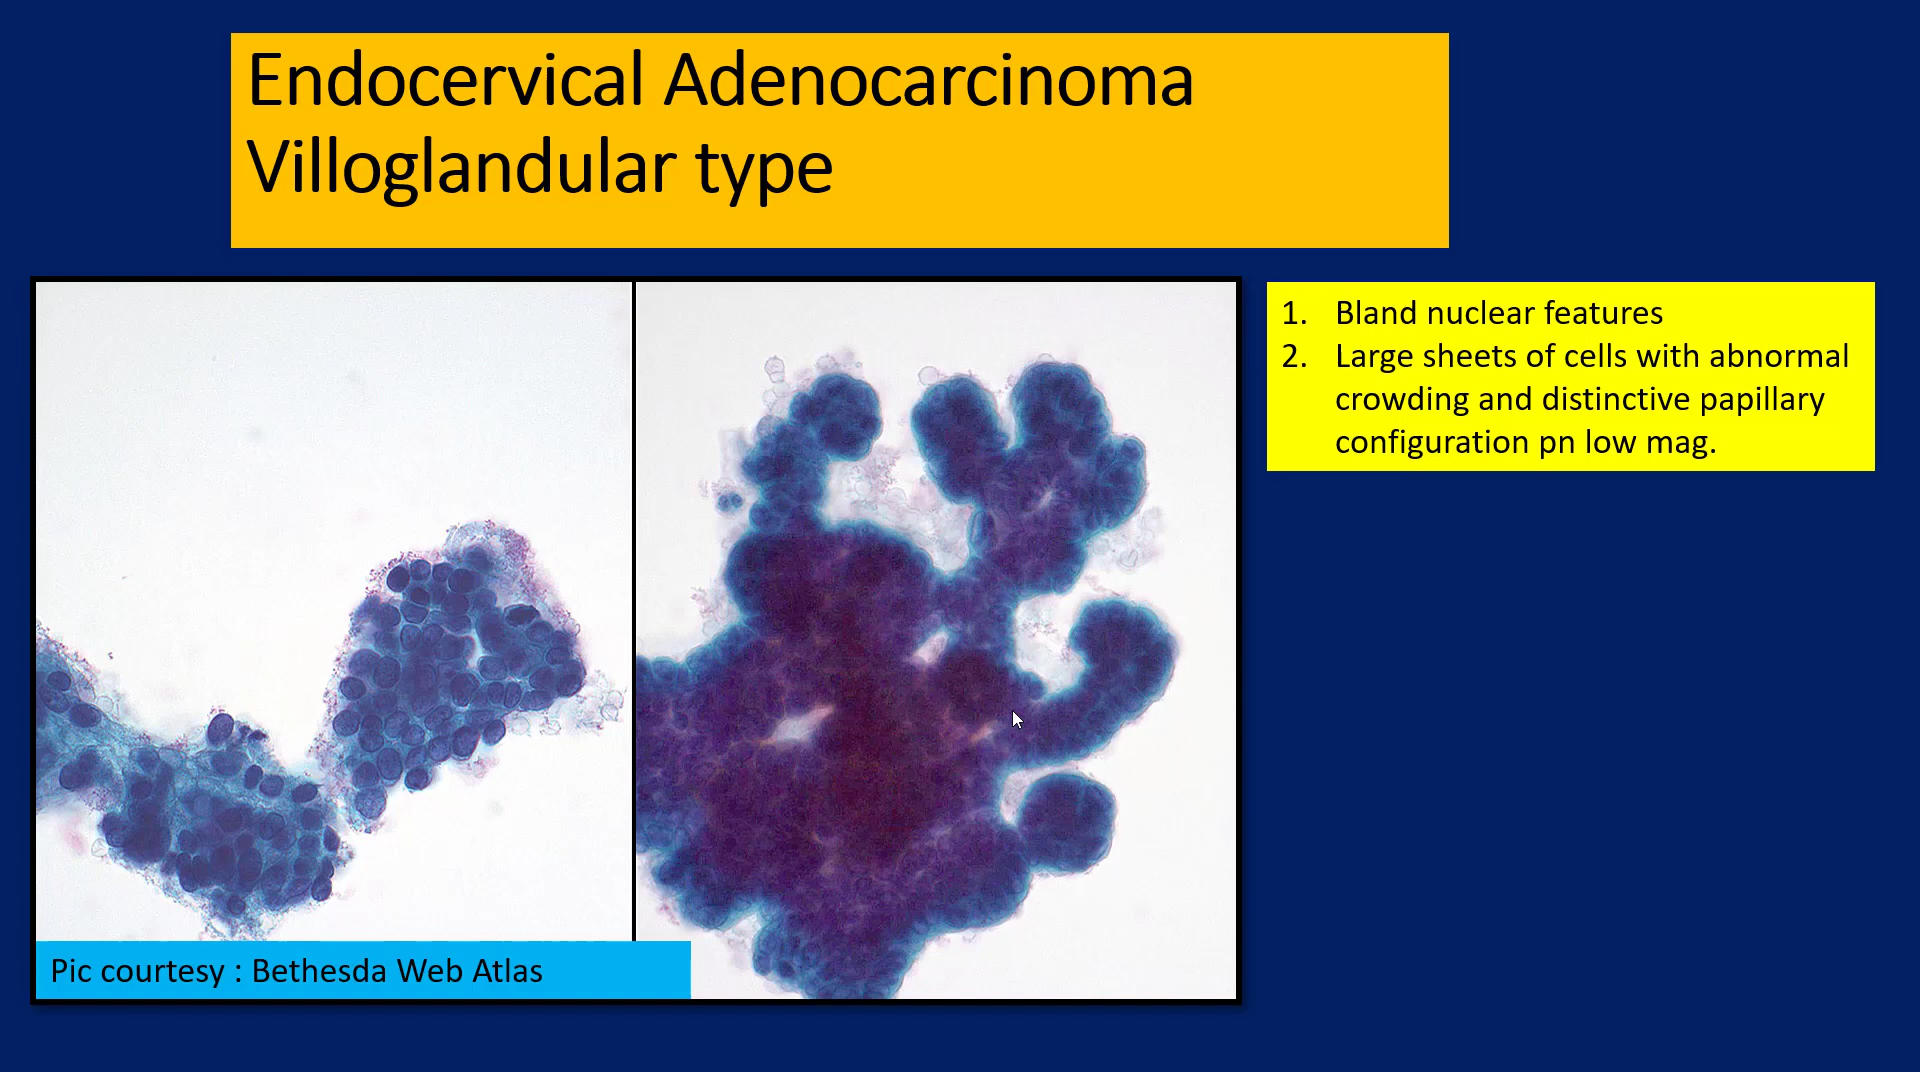 Endocervical Adenocarcinoma
Villoglandular type
1. Bland nuclear features
2. Large sheets of cells with abnormal
crowding and distinctive papillary
configuration pn low mag.
Pic courtesy : Bethesda Web Atlas